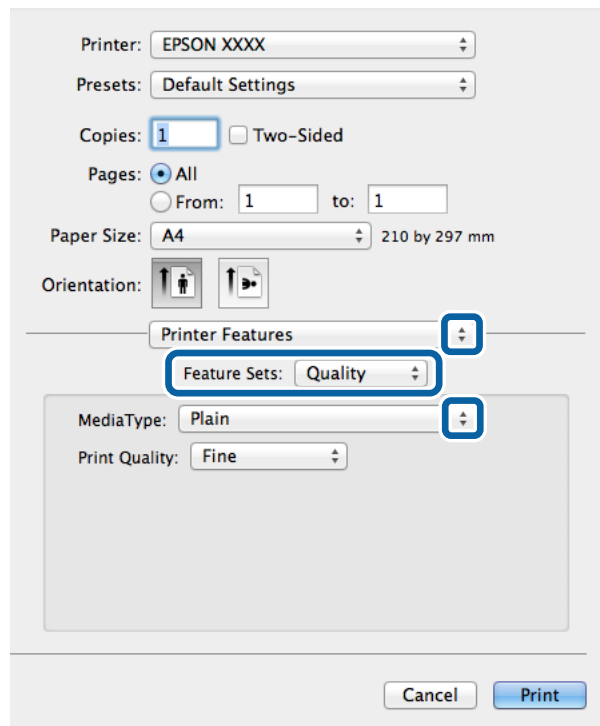 Printer: EPSON XXXX
Presets: Default Settings
Copies: 1 Two-Sided
Pages: All
From: 1 to: 1
Paper Size: A4 210 by 297 mm
Orientation:
Printer Features
Feature Sets: Quality
MediaType: Plain
Print Quality: Fine
Cancel Print